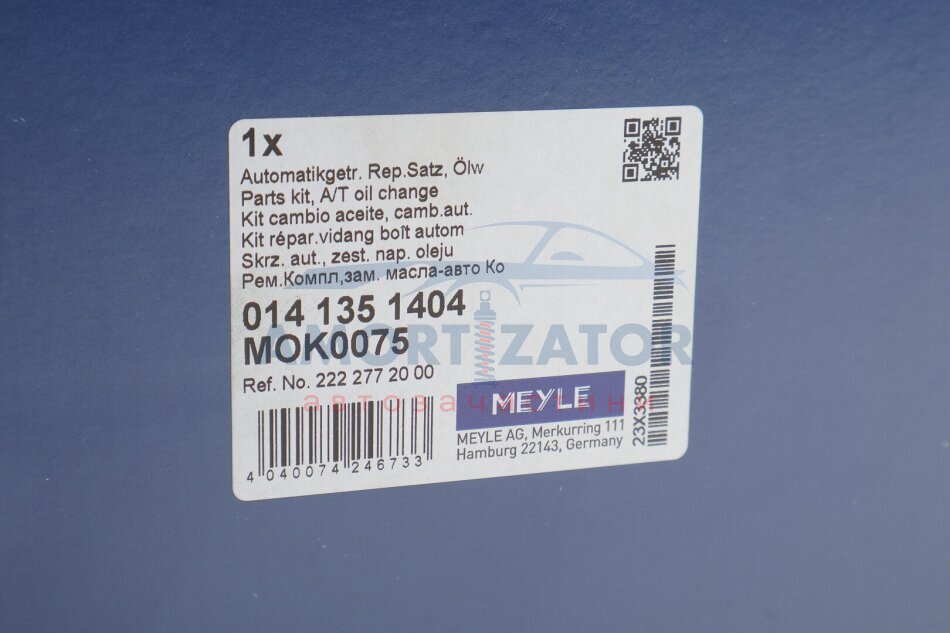 1x
Automatikgetr. Rep.Satz, Ölw
Parts kit, A/T oil change
Kit cambio aceite, camb.aut.
Kit répar.vidang boît autom
Skrz. aut., zest. nap. oleju
Рем.Компл,зам. масла-авто Ко
014 135 1404
MOK0075
Ref. No. 222 277 20 00
4 040074 246733
MEYLE
MEYLE AG, Merkurring 111
Hamburg 22143, Germany
23X3380
AMORTIZATOR
автозапчастини